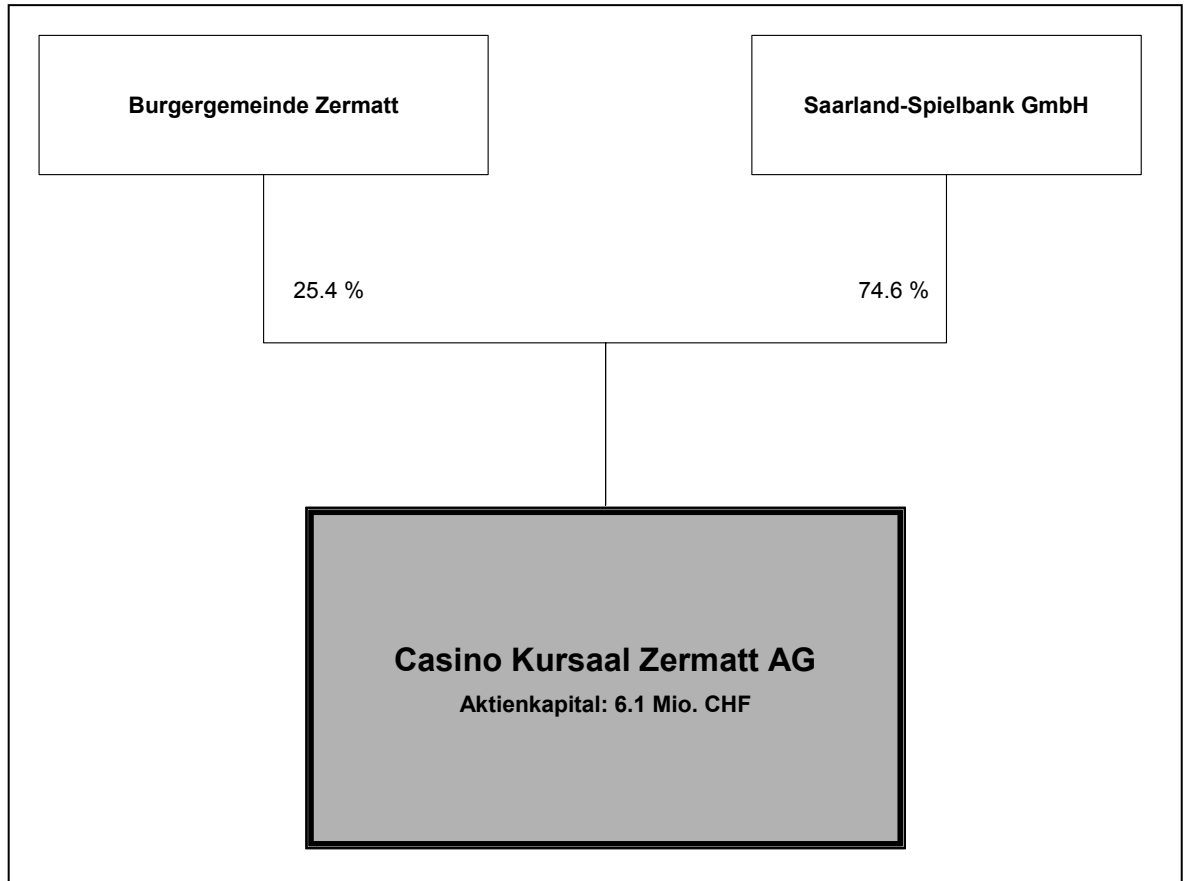 Burgergemeinde Zermatt
Saarland-Spielbank GmbH
25.4 %
74.6 %
Casino Kursaal Zermatt AG
Aktienkapital: 6.1 Mio. CHF